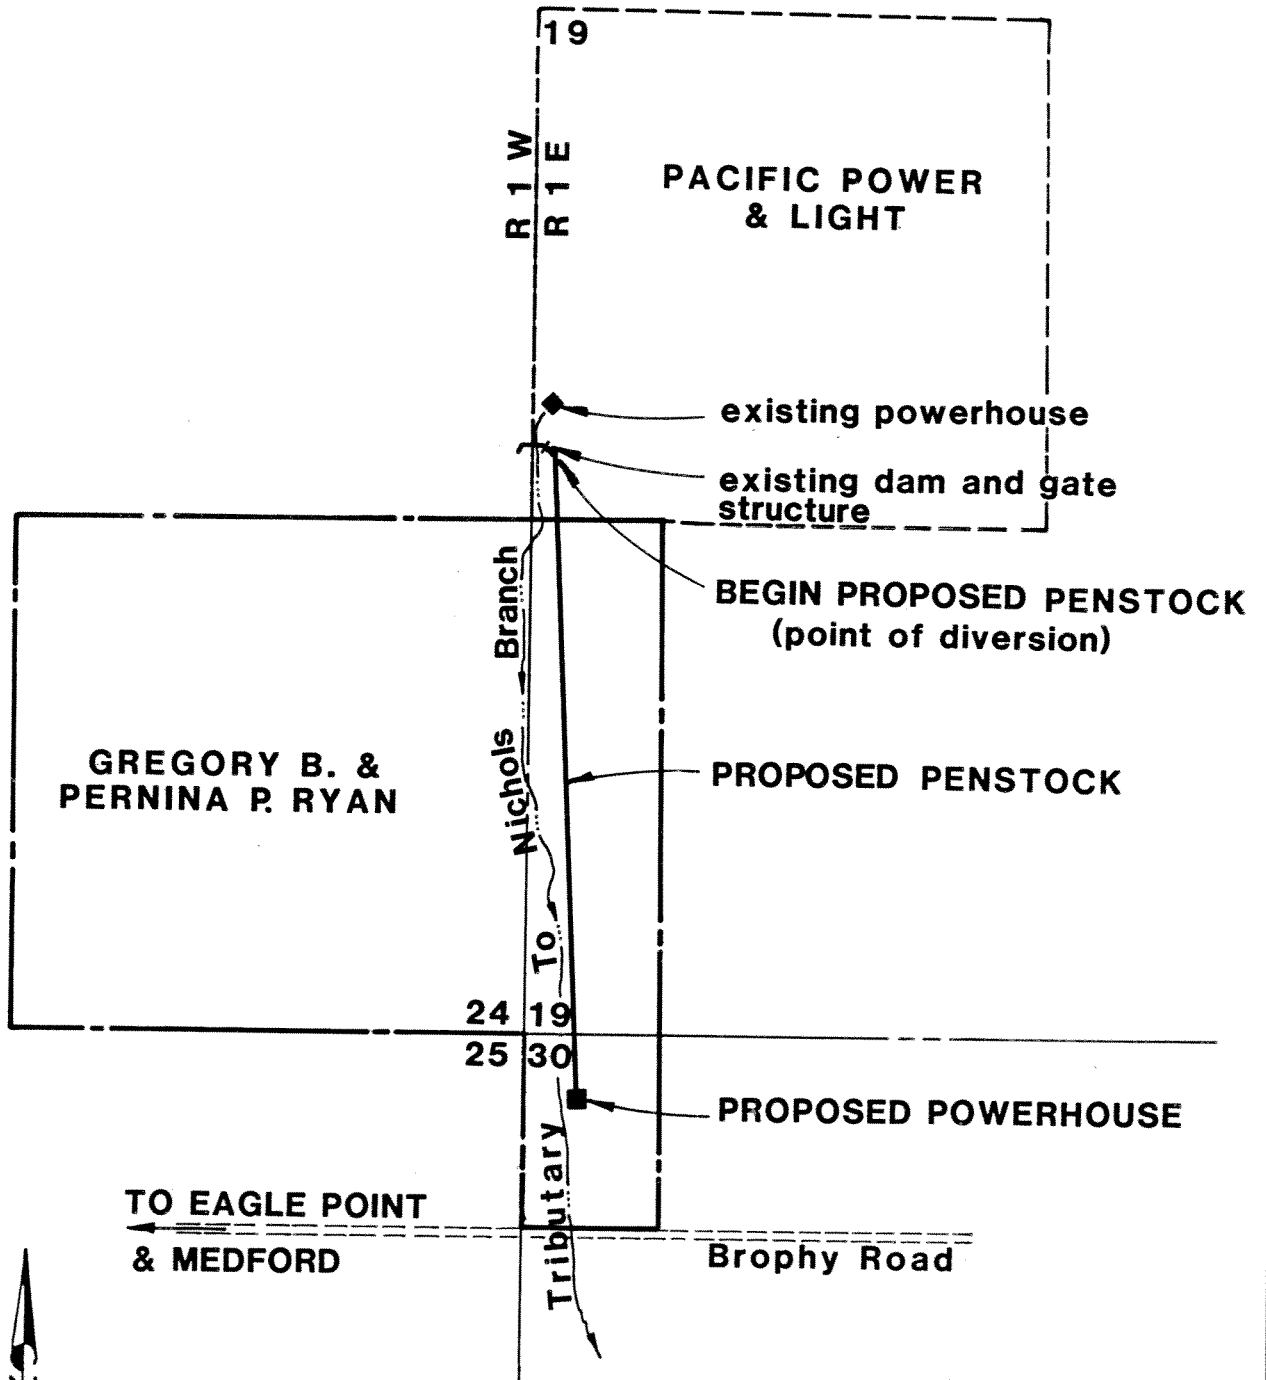 19
R 1 W
R 1 E
PACIFIC POWER
& LIGHT
existing powerhouse
existing dam and gate
structure
BEGIN PROPOSED PENSTOCK
(point of diversion)
GREGORY B. &
PERNINA P. RYAN
PROPOSED PENSTOCK
Tributary To Nichols Branch
24 19
25 30
PROPOSED POWERHOUSE
TO EAGLE POINT
& MEDFORD
Brophy Road